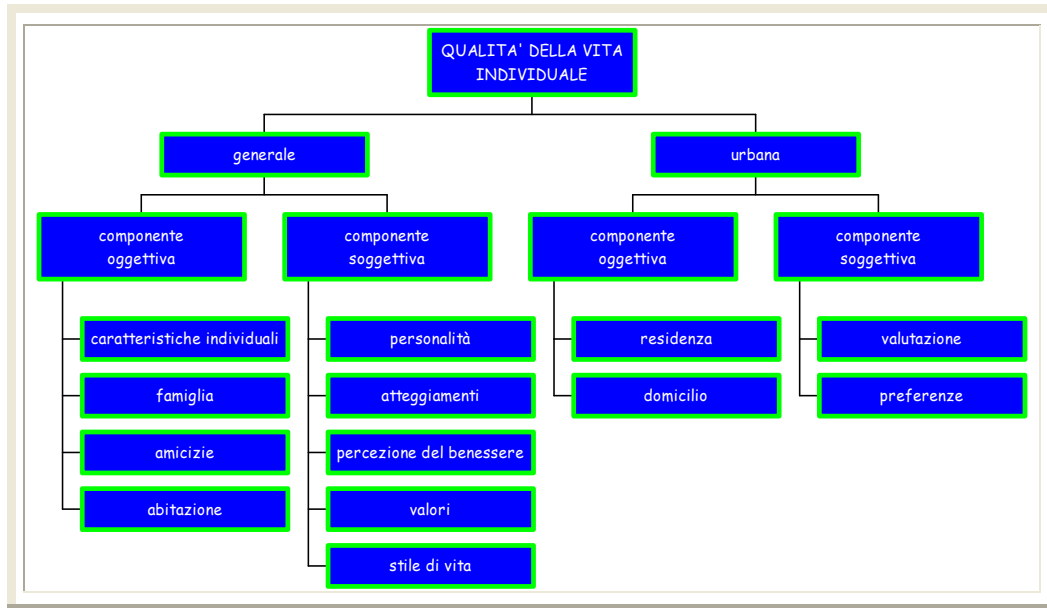 QUALITA' DELLA VITA
INDIVIDUALE
generale
urbana
componente
oggettiva
componente
soggettiva
componente
oggettiva
componente
soggettiva
caratteristiche individuali
famiglia
amicizie
abitazione
personalità
atteggiamenti
percezione del benessere
valori
stile di vita
residenza
domicilio
valutazione
preferenze